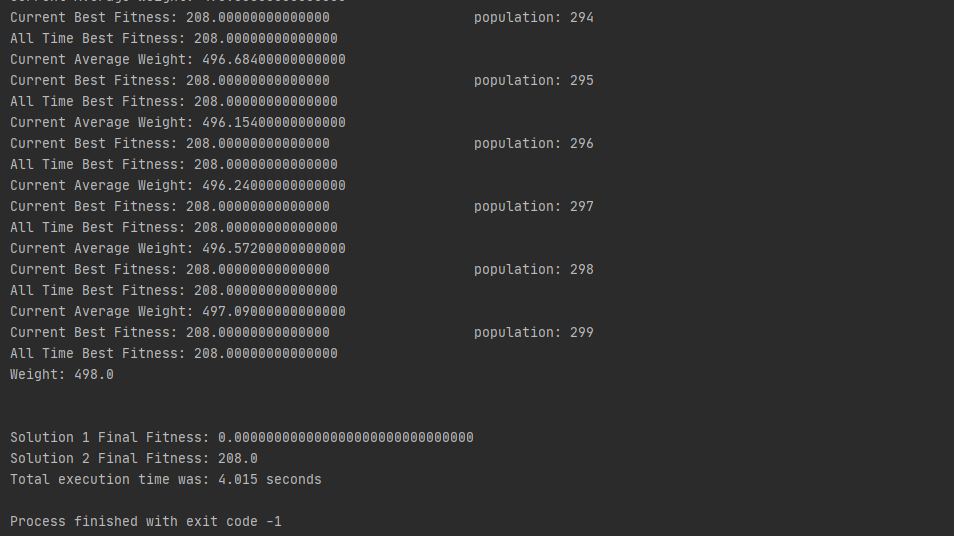 Current Best Fitness: 208.00000000000000 population: 294
All Time Best Fitness: 208.00000000000000
Current Average Weight: 496.68400000000000
Current Best Fitness: 208.00000000000000 population: 295
All Time Best Fitness: 208.00000000000000
Current Average Weight: 496.15400000000000
Current Best Fitness: 208.00000000000000 population: 296
All Time Best Fitness: 208.00000000000000
Current Average Weight: 496.24000000000000
Current Best Fitness: 208.00000000000000 population: 297
All Time Best Fitness: 208.00000000000000
Current Average Weight: 496.57200000000000
Current Best Fitness: 208.00000000000000 population: 298
All Time Best Fitness: 208.00000000000000
Current Average Weight: 497.09000000000000
Current Best Fitness: 208.00000000000000 population: 299
All Time Best Fitness: 208.00000000000000
Weight: 498.0
Solution 1 Final Fitness: 0.000000000000000000000000000000
Solution 2 Final Fitness: 208.0
Total execution time was: 4.015 seconds
Process finished with exit code -1